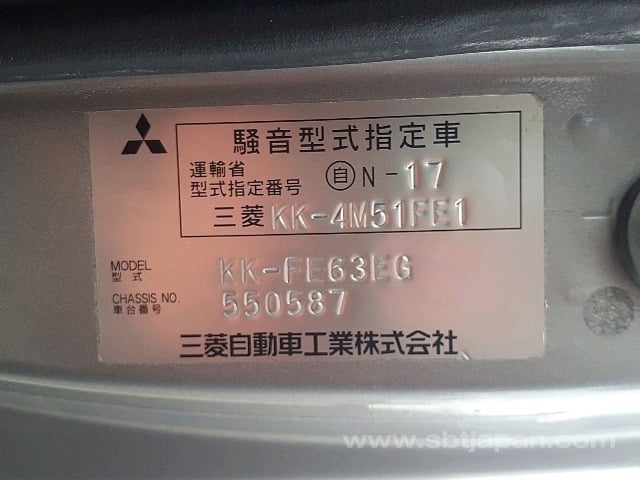 騒音型式指定車
運輸省
型式指定番号 自 N-17
三菱 KK-4M51FE1
MODEL KK-FE63EG
型式
CHASSIS NO. 550587
車台番号
三菱自動車工業株式会社
www.sbtjapan.com